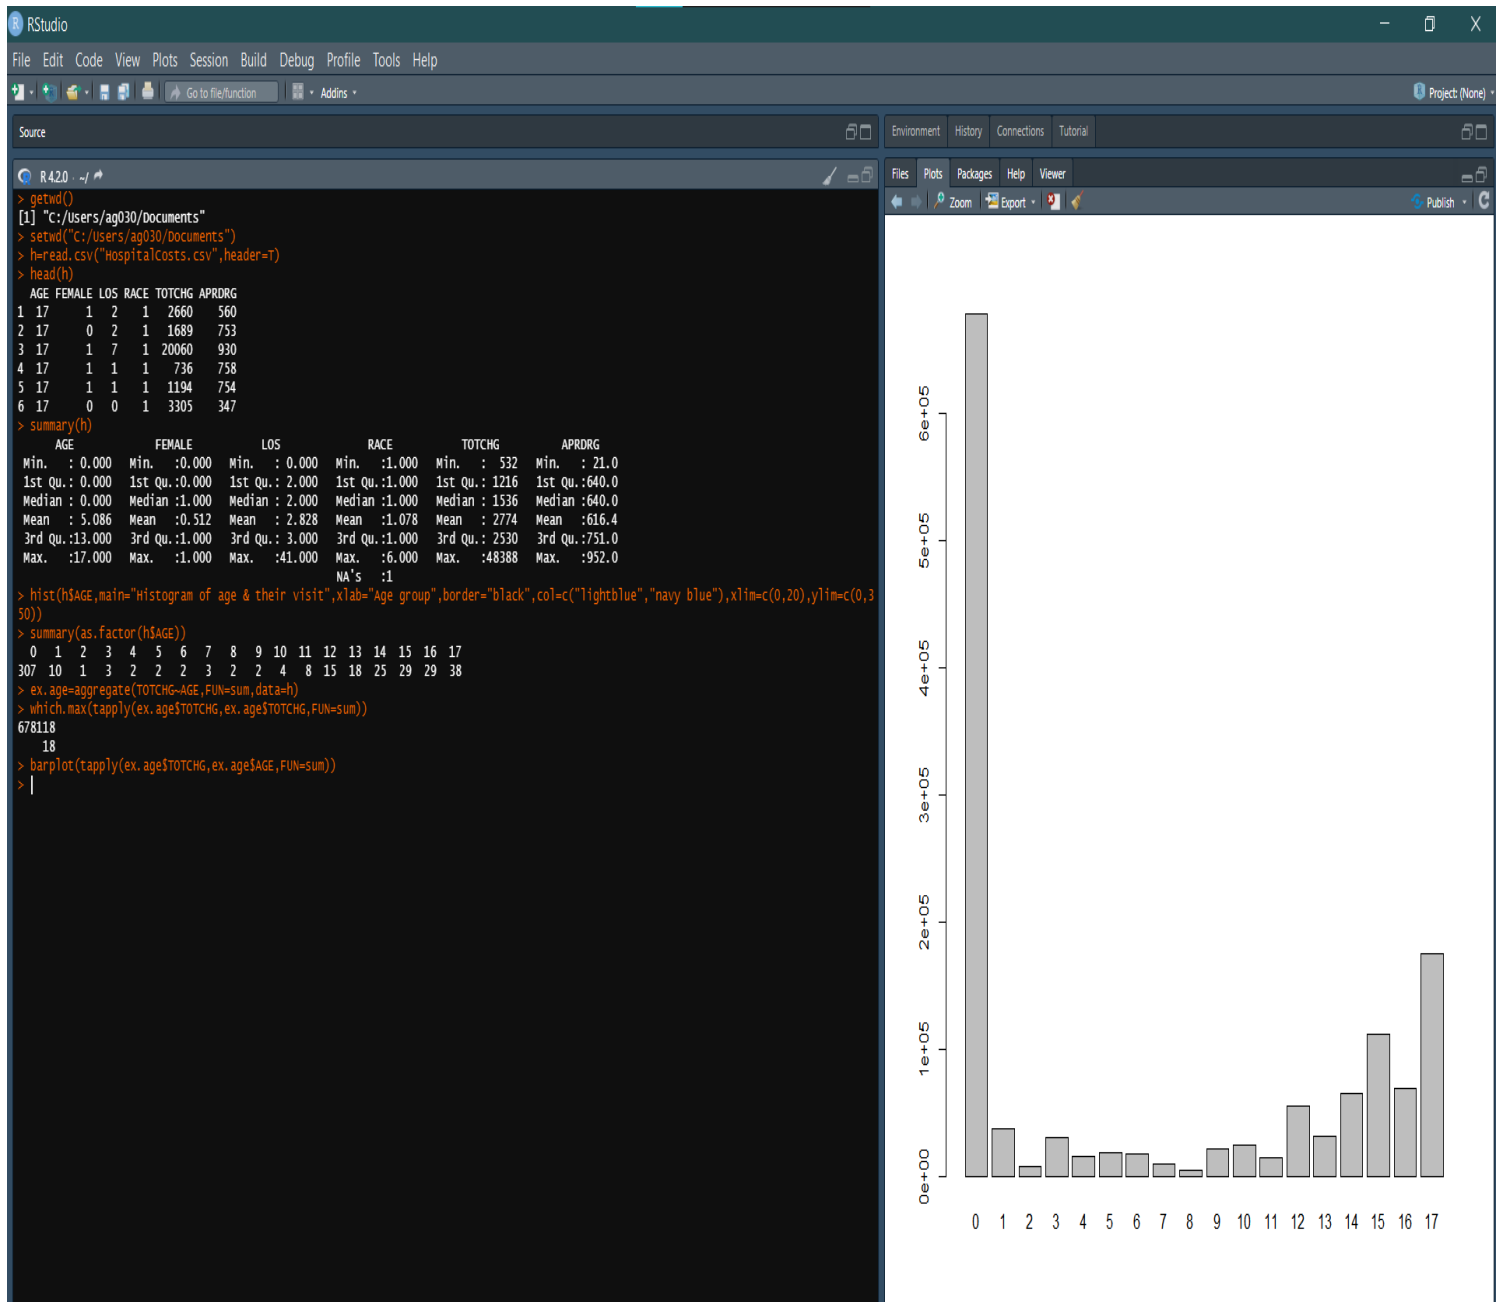 RStudio
File Edit Code View Plots Session Build Debug Profile Tools Help
Go to file/function Addins Project: (None)
Source
R 4.2.0 · ~/
> getwd()
[1] "C:/Users/ag030/Documents"
> setwd("C:/Users/ag030/Documents")
> h=read.csv("HospitalCosts.csv",header=T)
> head(h)
  AGE FEMALE LOS RACE TOTCHG APRDRG
1  17      1   2    1   2660    560
2  17      0   2    1   1689    753
3  17      1   7    1  20060    930
4  17      1   1    1    736    758
5  17      1   1    1   1194    754
6  17      0   0    1   3305    347
> summary(h)
      AGE             FEMALE           LOS              RACE           TOTCHG          APRDRG
 Min.   : 0.000   Min.   :0.000   Min.   : 0.000   Min.   :1.000   Min.   :  532   Min.   : 21.0
 1st Qu.: 0.000   1st Qu.:0.000   1st Qu.: 2.000   1st Qu.:1.000   1st Qu.: 1216   1st Qu.:640.0
 Median : 0.000   Median :1.000   Median : 2.000   Median :1.000   Median : 1536   Median :640.0
 Mean   : 5.086   Mean   :0.512   Mean   : 2.828   Mean   :1.078   Mean   : 2774   Mean   :616.4
 3rd Qu.:13.000   3rd Qu.:1.000   3rd Qu.: 3.000   3rd Qu.:1.000   3rd Qu.: 2530   3rd Qu.:751.0
 Max.   :17.000   Max.   :1.000   Max.   :41.000   Max.   :6.000   Max.   :48388   Max.   :952.0
                                                   NA's   :1
> hist(h$AGE,main="Histogram of age & their visit",xlab="Age group",border="black",col=c("lightblue","navy blue"),xlim=c(0,20),ylim=c(0,3
50))
> summary(as.factor(h$AGE))
  0   1   2   3   4   5   6   7   8   9  10  11  12  13  14  15  16  17
307  10   1   3   2   2   2   3   2   2   4   8  15  18  25  29  29  38
> ex.age=aggregate(TOTCHG~AGE,FUN=sum,data=h)
> which.max(tapply(ex.age$TOTCHG,ex.age$TOTCHG,FUN=sum))
678118
    18
> barplot(tapply(ex.age$TOTCHG,ex.age$AGE,FUN=sum))
>
Environment History Connections Tutorial
Files Plots Packages Help Viewer
Zoom Export Publish
6e+05
5e+05
4e+05
3e+05
2e+05
1e+05
0e+00
0 1 2 3 4 5 6 7 8 9 10 11 12 13 14 15 16 17